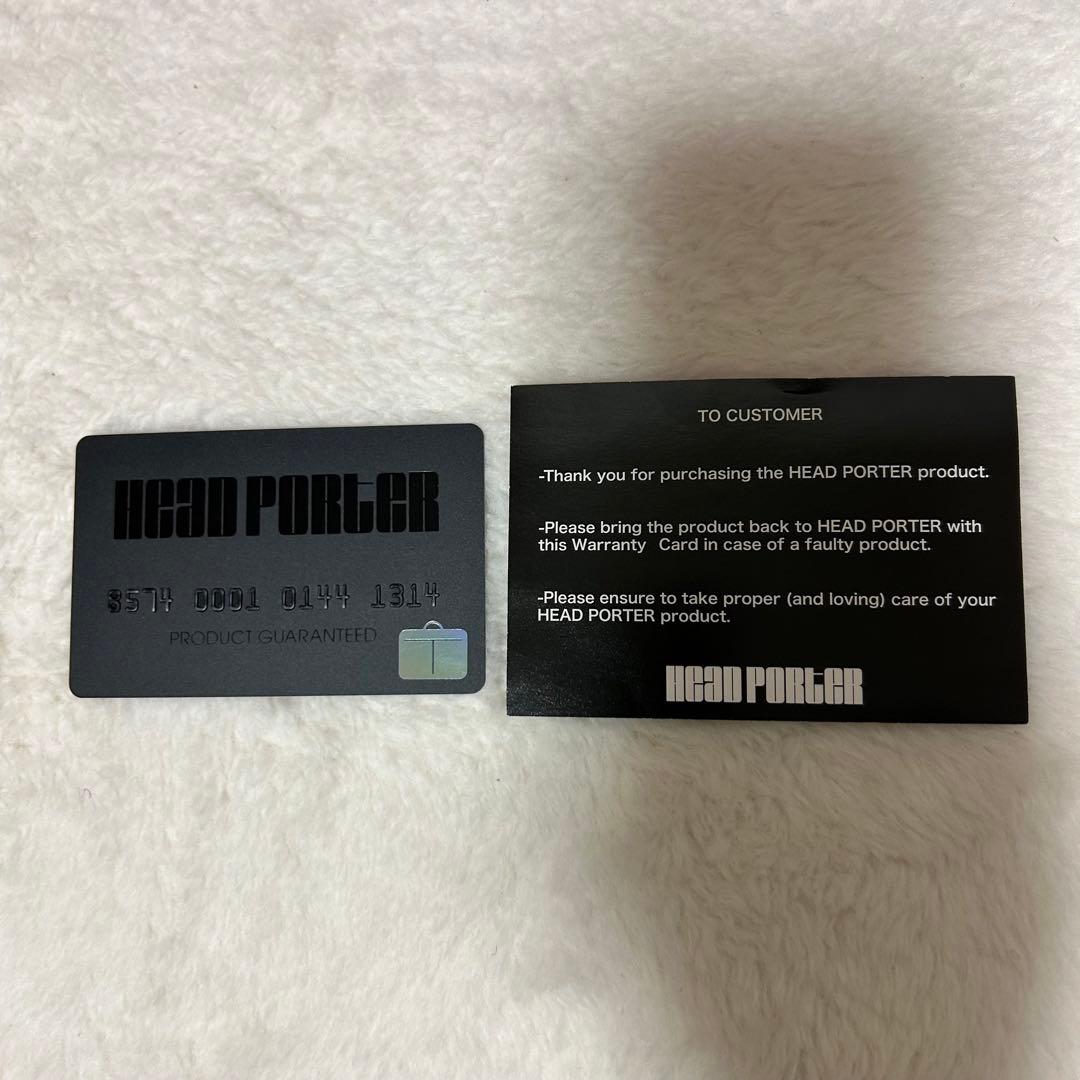 HEAD PORTER
8574 0001 0144 1314
PRODUCT GUARANTEED
TO CUSTOMER
-Thank you for purchasing the HEAD PORTER product.
-Please bring the product back to HEAD PORTER with
this Warranty Card in case of a faulty product.
-Please ensure to take proper (and loving) care of your
HEAD PORTER product.
HEAD PORTER